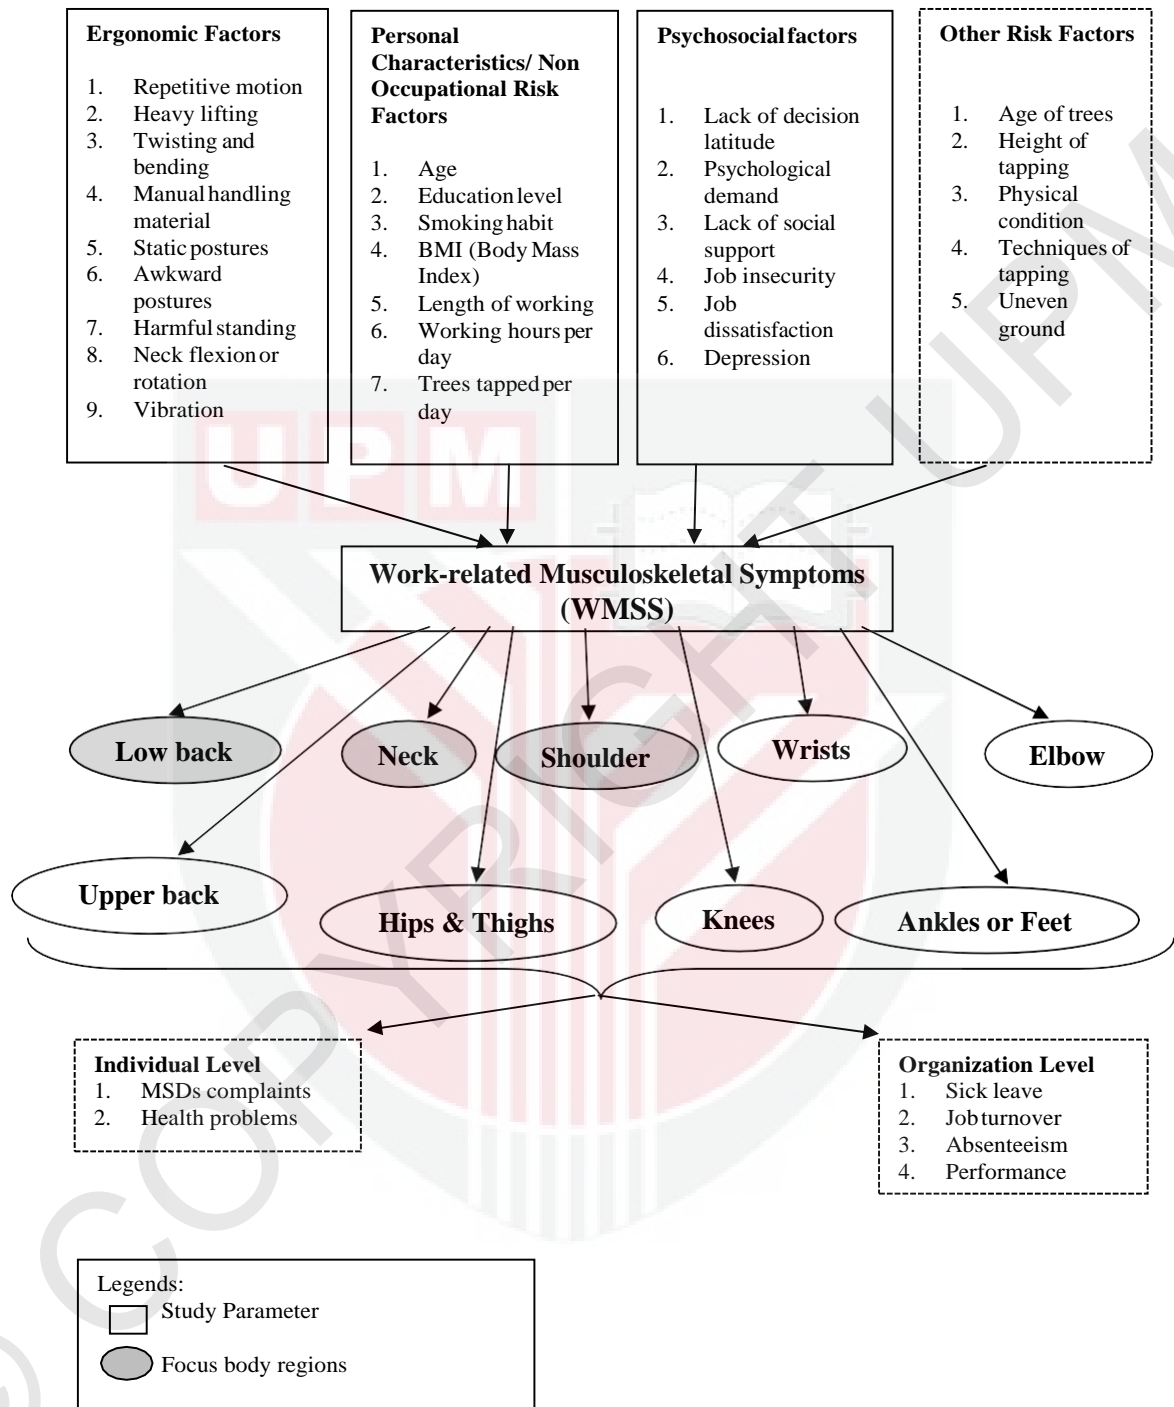 Ergonomic Factors
1. Repetitive motion
2. Heavy lifting
3. Twisting and
bending
4. Manual handling
material
5. Static postures
6. Awkward
postures
7. Harmful standing
8. Neck flexion or
rotation
9. Vibration
Personal
Characteristics/ Non
Occupational Risk
Factors
1. Age
2. Education level
3. Smoking habit
4. BMI (Body Mass
Index)
5. Length of working
6. Working hours per
day
7. Trees tapped per
day
Psychosocial factors
1. Lack of decision
latitude
2. Psychological
demand
3. Lack of social
support
4. Job insecurity
5. Job
dissatisfaction
6. Depression
Other Risk Factors
1. Age of trees
2. Height of
tapping
3. Physical
condition
4. Techniques of
tapping
5. Uneven
ground
UPM
Work-related Musculoskeletal Symptoms
(WMSS)
Low back
Neck
Shoulder
Wrists
Elbow
Upper back
Hips & Thighs
Knees
Ankles or Feet
Individual Level
1. MSDs complaints
2. Health problems
Organization Level
1. Sick leave
2. Job turnover
3. Absenteeism
4. Performance
Legends:
Study Parameter
Focus body regions
© COPYRIGHT UPM